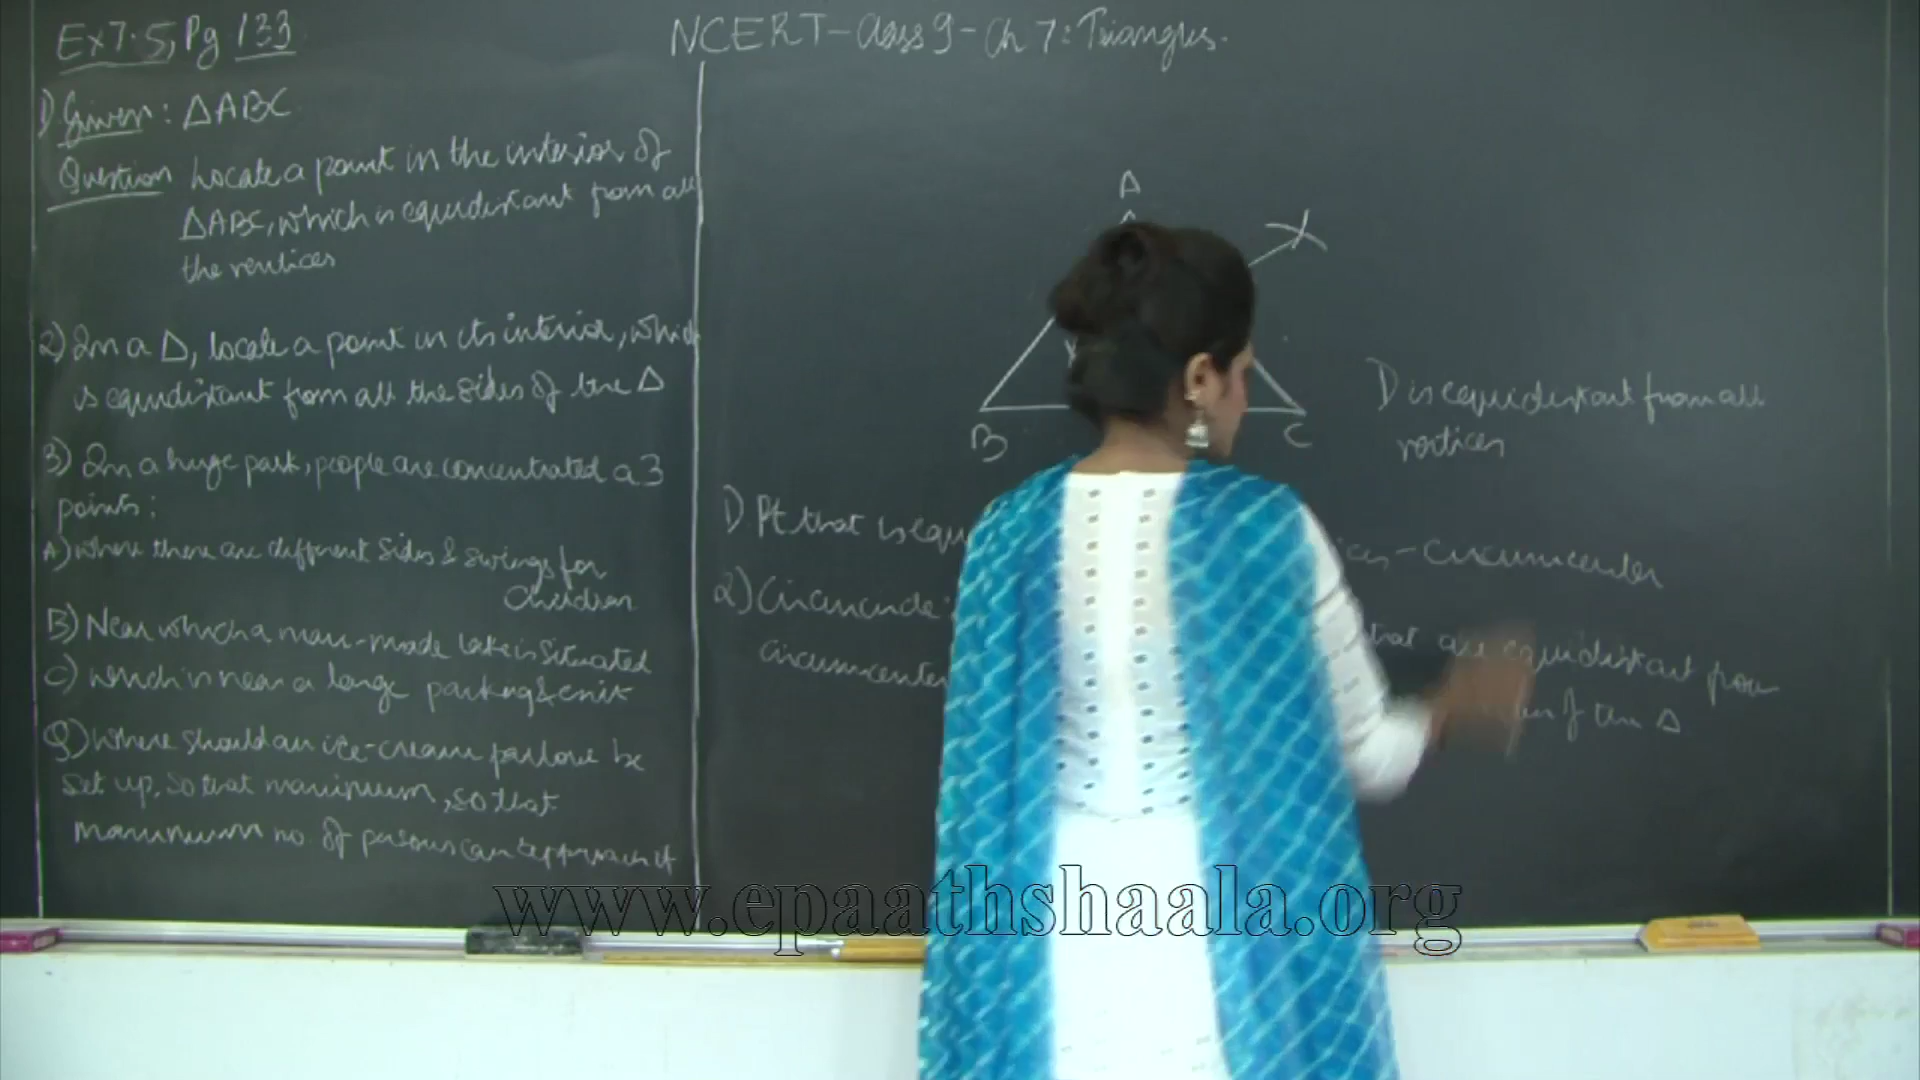 Ex 7.5, Pg 133
NCERT - Class 9 - Ch 7: Triangles.
1) Given: △ABC
Question Locate a point in the interior of
△ABC, which is equidistant from all
the vertices
2) In a △, locate a point in its interior, which
is equidistant from all the sides of the △
3) In a huge park, people are concentrated a 3
points:
A) where there are different Sides & swings for
Children
B) Near which a man-made lake is situated
C) which is near a large parking & exit
Q) where should an ice-cream parlour be
set up, so that maximum, so that
maximum no. of persons can approach it
A
B
C
D is equidistant from all
vertices
1) Pt that is - circumcenter
2)
circumcenter
that are equidistant from
of the △
www.epaathshaala.org